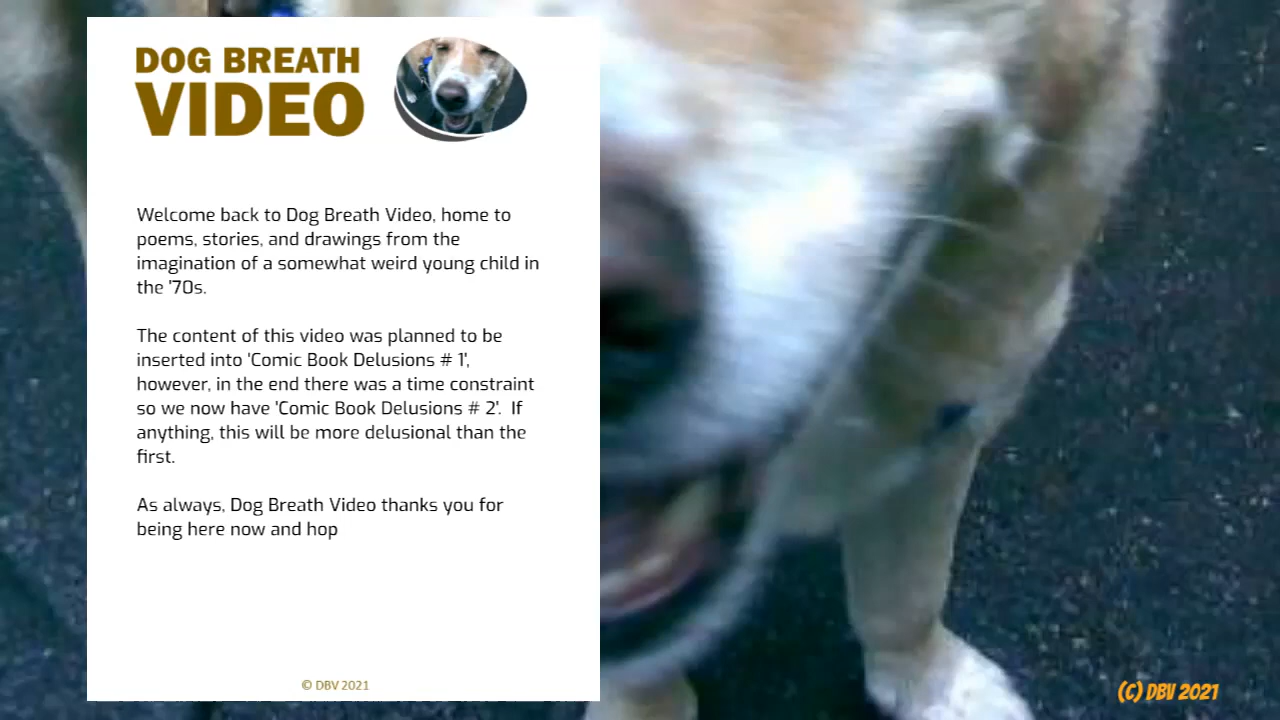 DOG BREATH
VIDEO
Welcome back to Dog Breath Video, home to
poems, stories, and drawings from the
imagination of a somewhat weird young child in
the '70s.
The content of this video was planned to be
inserted into 'Comic Book Delusions # 1',
however, in the end there was a time constraint
so we now have 'Comic Book Delusions # 2'.  If
anything, this will be more delusional than the
first.
As always, Dog Breath Video thanks you for
being here now and hop
© DBV 2021
(C) DBV 2021